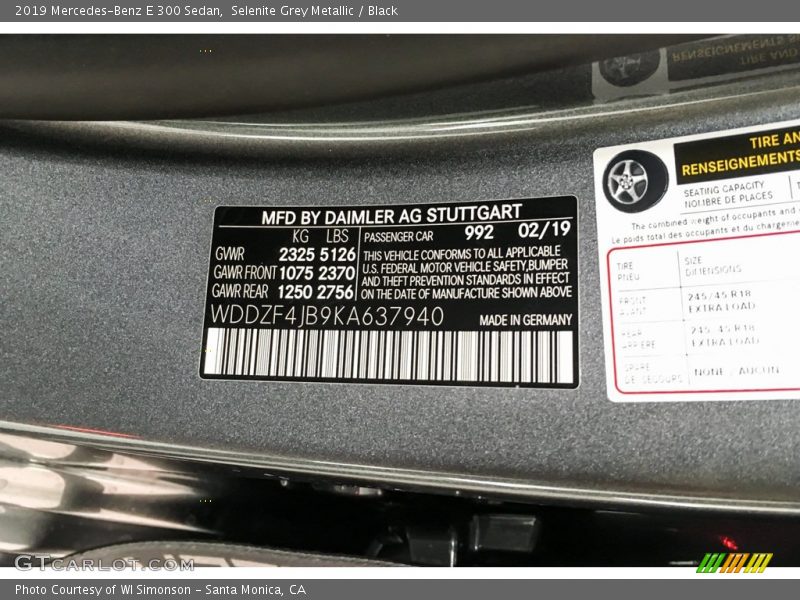 2019 Mercedes-Benz E 300 Sedan, Selenite Grey Metallic / Black
RENSEIGNEMENTS
TIRE AND
MFD BY DAIMLER AG STUTTGART
KG LBS PASSENGER CAR 992 02/19
GVWR 2325 5126
GAWR FRONT 1075 2370
GAWR REAR 1250 2756
THIS VEHICLE CONFORMS TO ALL APPLICABLE
U.S. FEDERAL MOTOR VEHICLE SAFETY,BUMPER
AND THEFT PREVENTION STANDARDS IN EFFECT
ON THE DATE OF MANUFACTURE SHOWN ABOVE
WDDZF4JB9KA637940 MADE IN GERMANY
TIRE AN
RENSEIGNEMENTS
SEATING CAPACITY
NOMBRE DE PLACES
The combined weight of occupants and
Le poids total des occupants et du chargeme
TIRE SIZE
PNEU DIMENSIONS
FRONT 245/45 R18
AVANT EXTRA LOAD
REAR 245/45 R18
ARRIERE EXTRA LOAD
SPARE NONE / AUCUN
DE SECOURS
GTCARLOT.COM
Photo Courtesy of WI Simonson - Santa Monica, CA